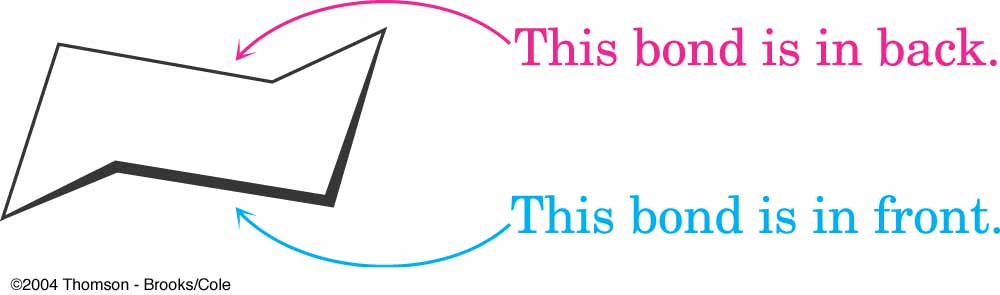 This bond is in back.
This bond is in front.
©2004 Thomson - Brooks/Cole